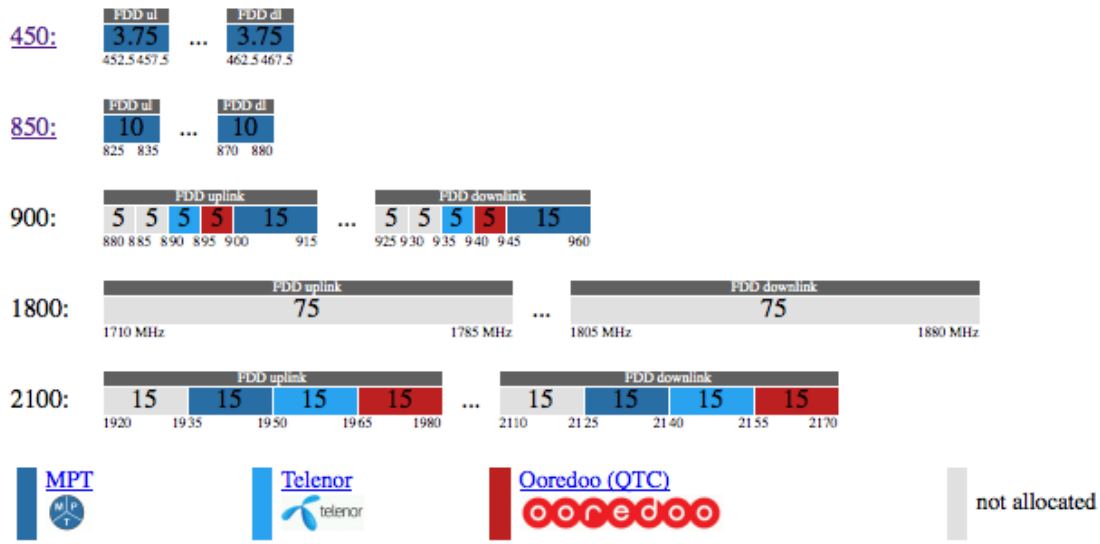 FDD ul FDD dl
450: 3.75 ... 3.75
452.5 457.5 462.5 467.5
FDD ul FDD dl
850: 10 ... 10
825 835 870 880
FDD uplink FDD downlink
900: 5 5 5 5 15 ... 5 5 5 5 15
880 885 890 895 900 915 925 930 935 940 945 960
FDD uplink FDD downlink
1800: 75 ... 75
1710 MHz 1785 MHz 1805 MHz 1880 MHz
FDD uplink FDD downlink
2100: 15 15 15 15 ... 15 15 15 15
1920 1935 1950 1965 1980 2110 2125 2140 2155 2170
MPT Telenor Ooredoo (QTC)
M P T telenor ooredoo not allocated